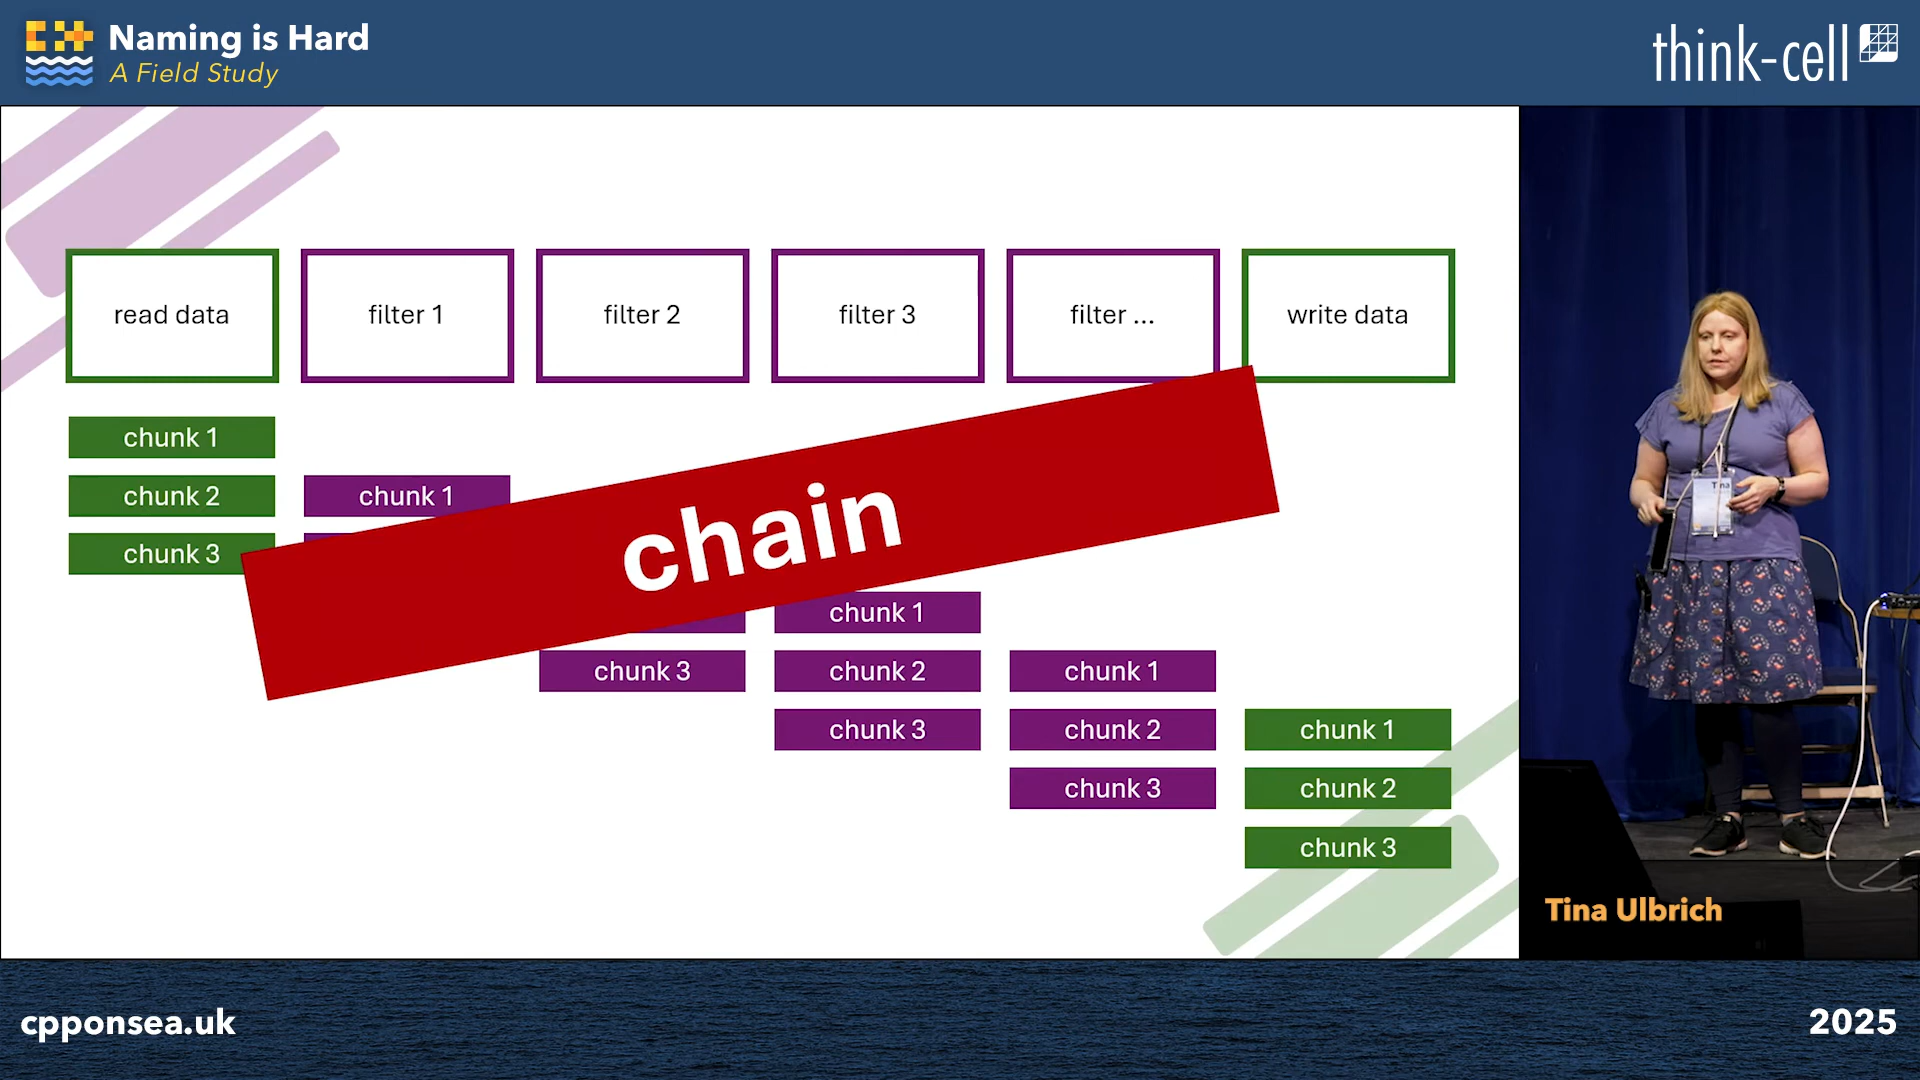 Naming is Hard
A Field Study
think-cell
read data
filter 1
filter 2
filter 3
filter ...
write data
chunk 1
chunk 2
chunk 1
chunk 3
chain
chunk 1
chunk 3
chunk 2
chunk 1
chunk 3
chunk 2
chunk 1
chunk 3
chunk 2
chunk 3
Tina
Tina Ulbrich
cpponsea.uk
2025